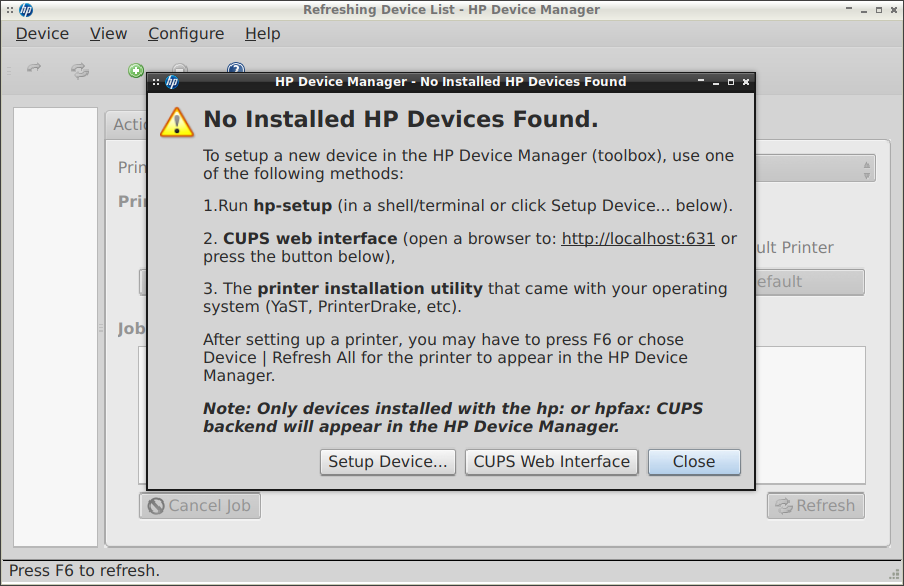 Refreshing Device List - HP Device Manager
Device View Configure Help
HP Device Manager - No Installed HP Devices Found
No Installed HP Devices Found.
To setup a new device in the HP Device Manager (toolbox), use one
of the following methods:
1.Run hp-setup (in a shell/terminal or click Setup Device... below).
2. CUPS web interface (open a browser to: http://localhost:631 or
press the button below),
3. The printer installation utility that came with your operating
system (YaST, PrinterDrake, etc).
After setting up a printer, you may have to press F6 or chose
Device | Refresh All for the printer to appear in the HP Device
Manager.
Note: Only devices installed with the hp: or hpfax: CUPS
backend will appear in the HP Device Manager.
Setup Device... CUPS Web Interface Close
Actic
Prin
Prin
ult Printer
efault
Job
Cancel Job Refresh
Press F6 to refresh.